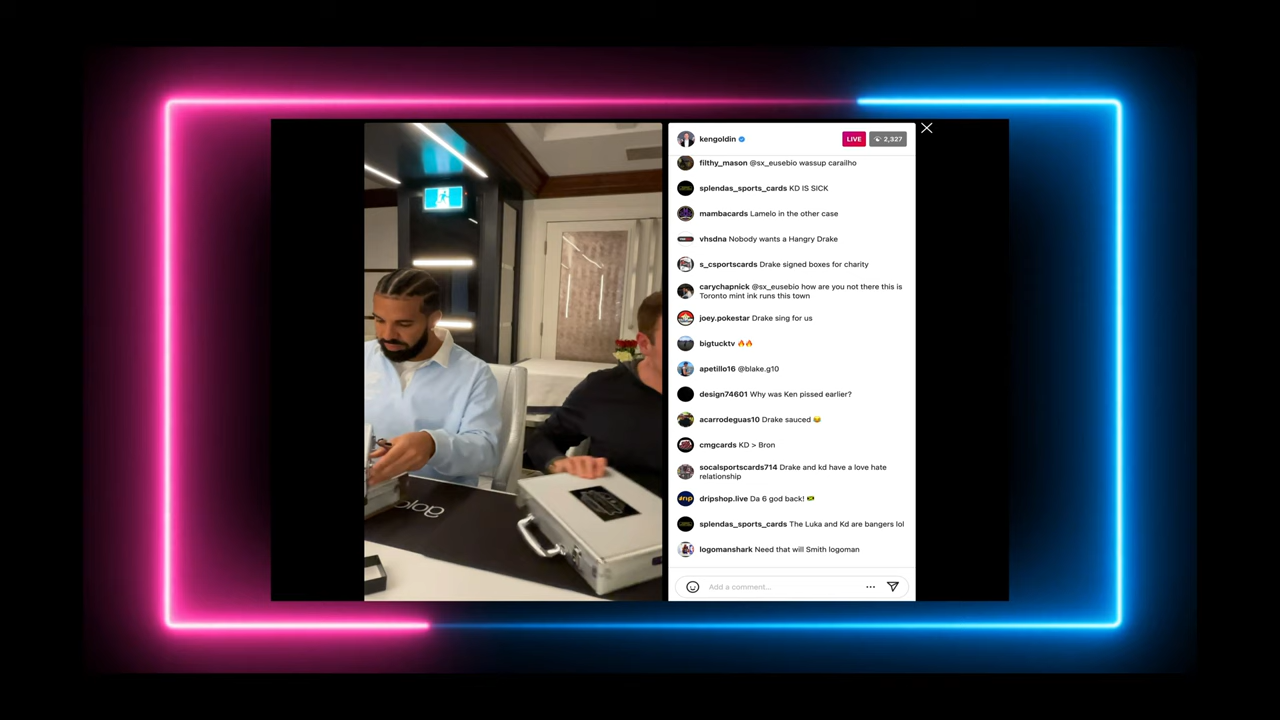 kengoldin
LIVE
2,327
filthy_mason @sx_eusebio wassup carailho
splendas_sports_cards KD IS SICK
mambacards Lamelo in the other case
vhsdna Nobody wants a Hangry Drake
s_csportscards Drake signed boxes for charity
carychapnick @sx_eusebio how are you not there this is
Toronto mint ink runs this town
joey.pokestar Drake sing for us
bigtucktv 🔥🔥
apetillo16 @blake.g10
design74601 Why was Ken pissed earlier?
acarrodeguas10 Drake sauced 😂
cmgcards KD > Bron
socalsportscards714 Drake and kd have a love hate
relationship
dripshop.live Da 6 god back! 🇯🇲
splendas_sports_cards The Luka and Kd are bangers lol
logomanshark Need that will Smith logoman
Add a comment...